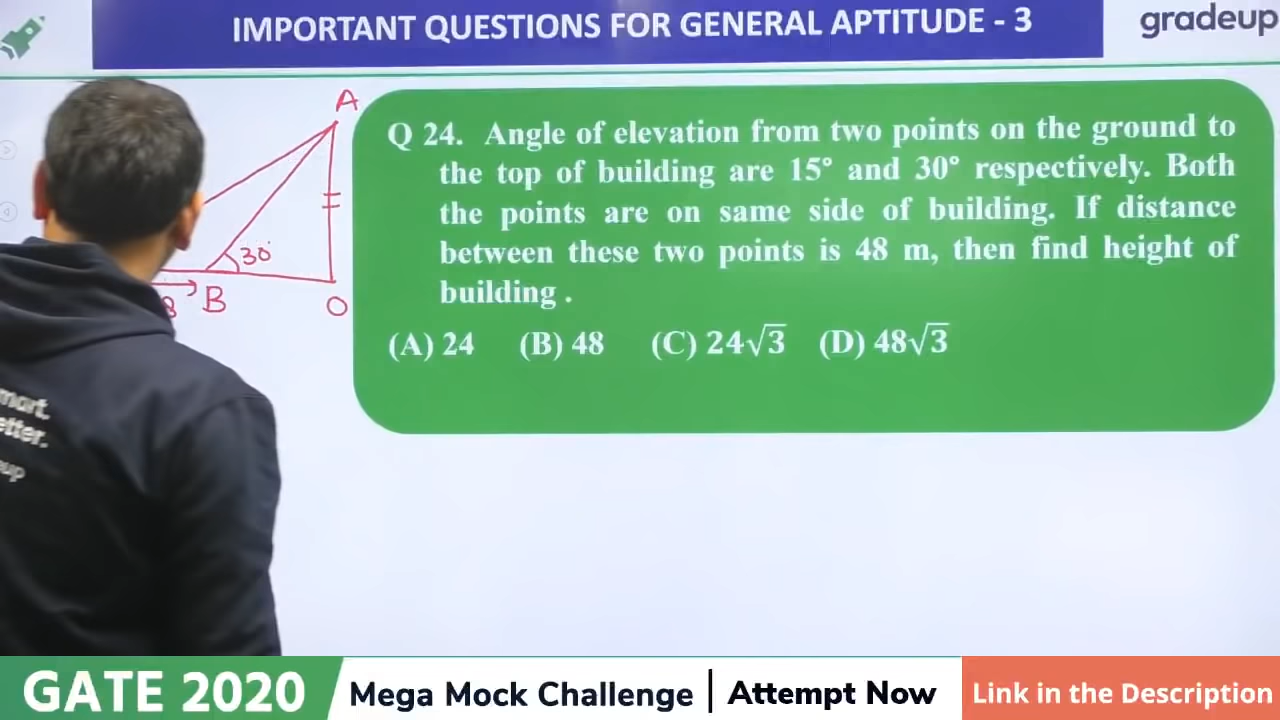 IMPORTANT QUESTIONS FOR GENERAL APTITUDE - 3
gradeup
A
30°
B
O
Q 24. Angle of elevation from two points on the ground to
the top of building are 15° and 30° respectively. Both
the points are on same side of building. If distance
between these two points is 48 m, then find height of
building .
(A) 24 (B) 48 (C) 24√3 (D) 48√3
GATE 2020
Mega Mock Challenge | Attempt Now
Link in the Description